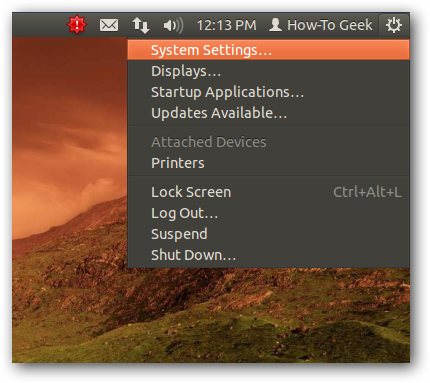 12:13 PM How-To Geek
System Settings...
Displays...
Startup Applications...
Updates Available...
Attached Devices
Printers
Lock Screen Ctrl+Alt+L
Log Out...
Suspend
Shut Down...